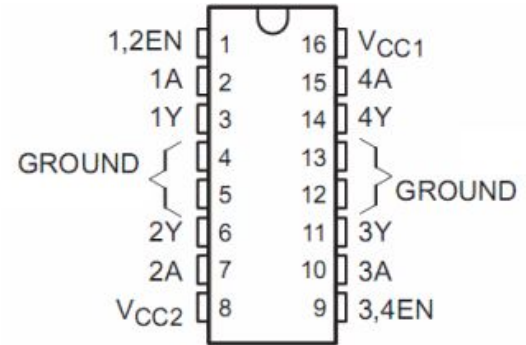 1,2EN 1 16 VCC1
1A 2 15 4A
1Y 3 14 4Y
GROUND 4 13
5 12 GROUND
2Y 6 11 3Y
2A 7 10 3A
VCC2 8 9 3,4EN